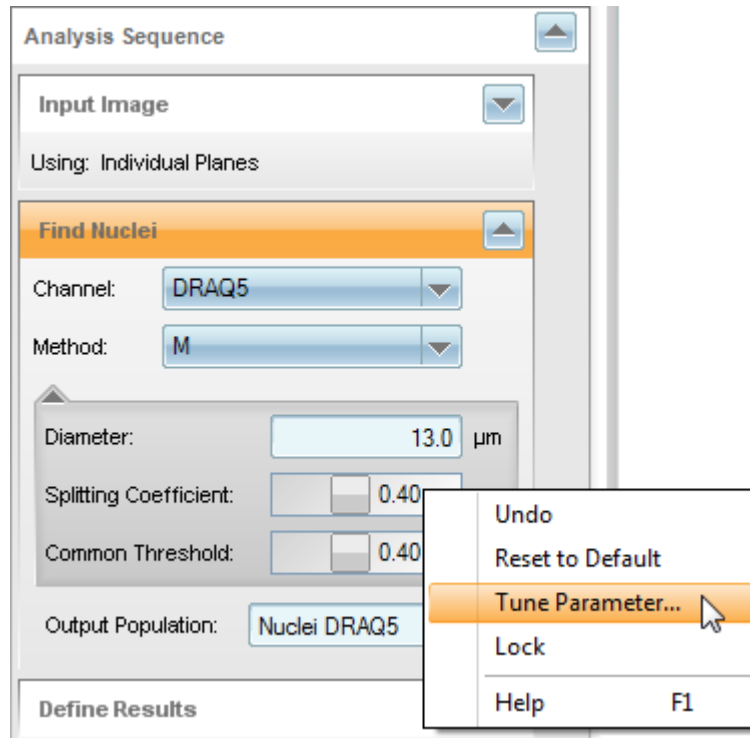 Analysis Sequence
Input Image
Using: Individual Planes
Find Nuclei
Channel: DRAQ5
Method: M
Diameter: 13.0 µm
Splitting Coefficient: 0.40
Common Threshold: 0.40
Output Population: Nuclei DRAQ5
Define Results
Undo
Reset to Default
Tune Parameter...
Lock
Help F1